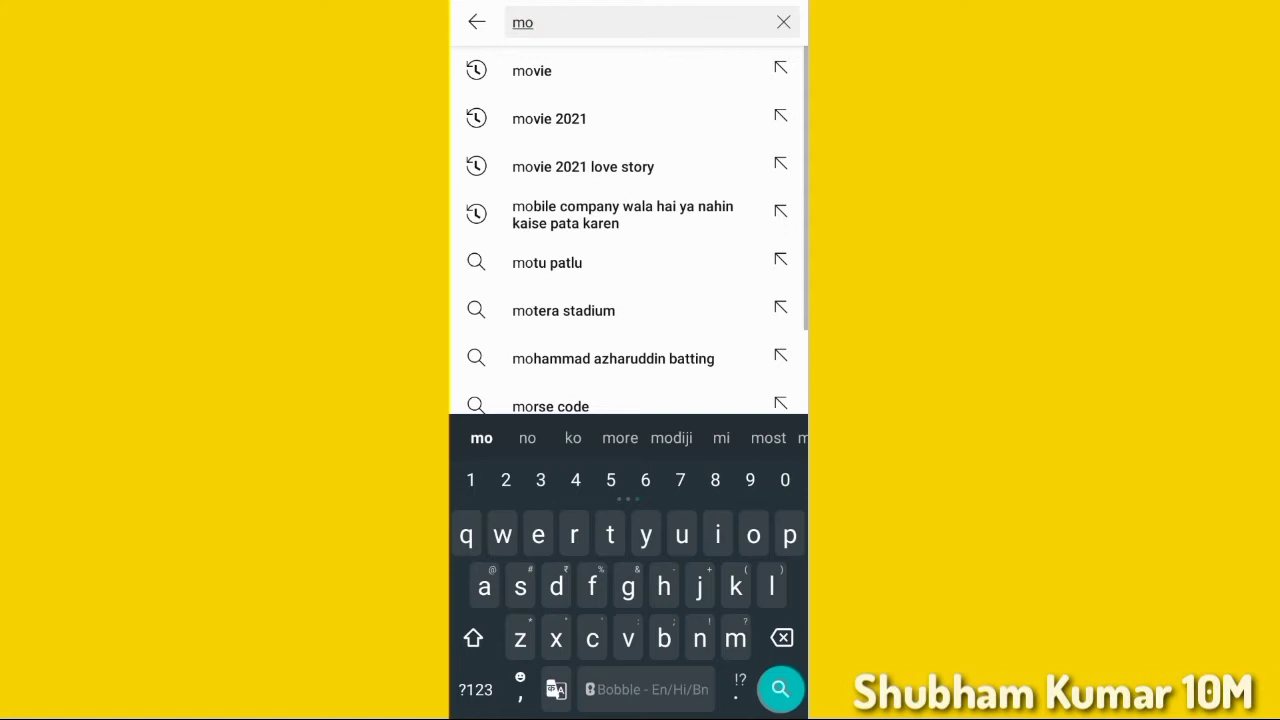 mo
movie
movie 2021
movie 2021 love story
mobile company wala hai ya nahin
kaise pata karen
motu patlu
motera stadium
mohammad azharuddin batting
morse code
mo no ko more modiji mi most m
1 2 3 4 5 6 7 8 9 0
q w e r t y u i o p
@ # ₹ % & - + ( )
a s d f g h j k l
* " ' : ; ! ?
z x c v b n m
?123 , Bobble - En/Hi/Bn !? .
Shubham Kumar 10M